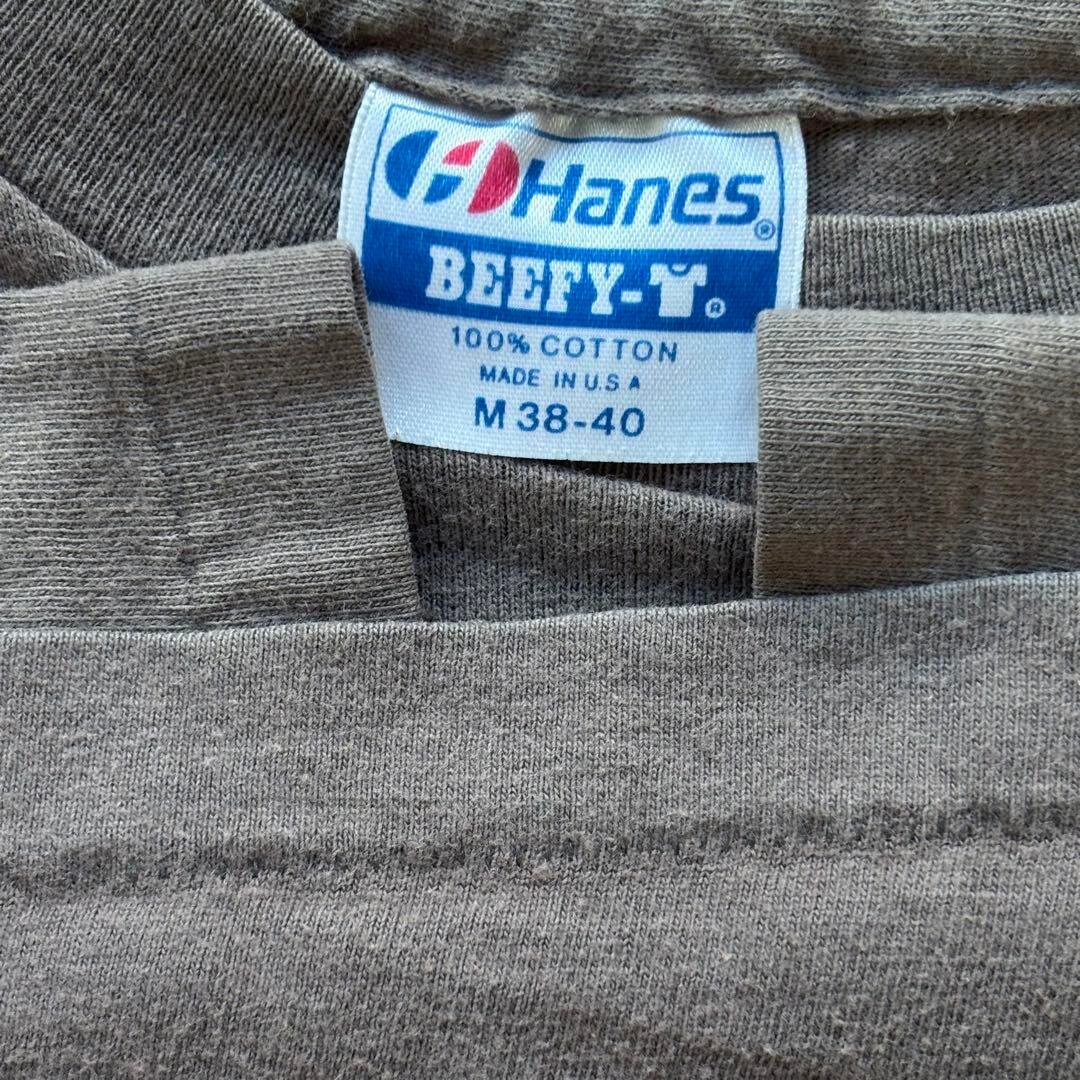 Hanes®
BEEFY-T®
100% COTTON
MADE IN U.S A
M 38-40